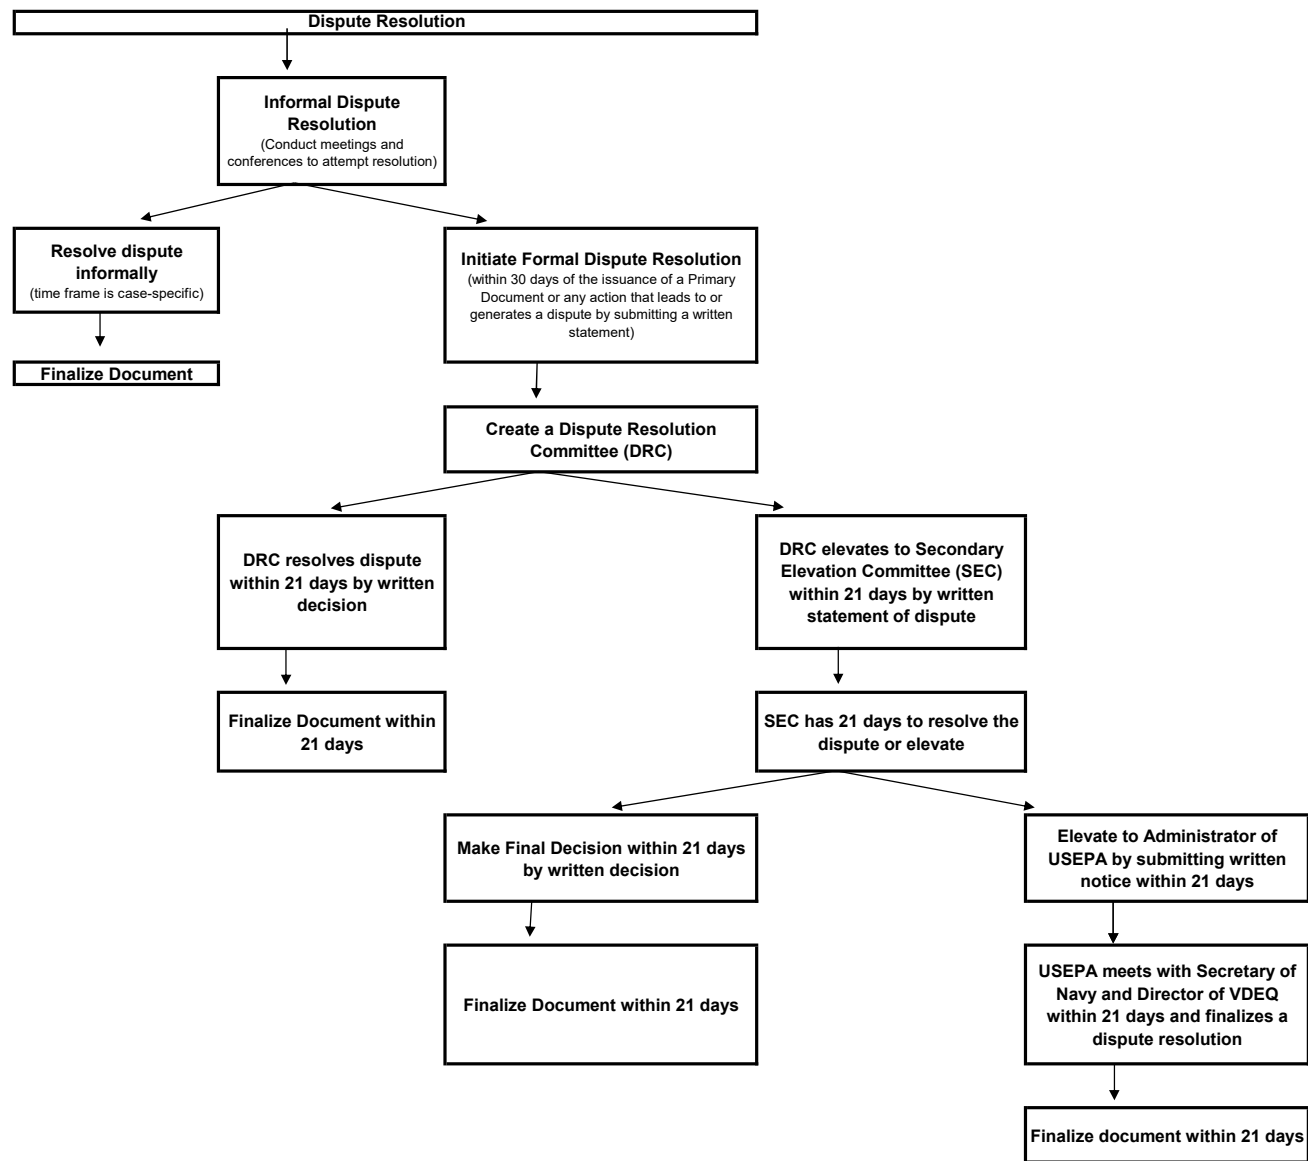 Dispute Resolution
Informal Dispute
Resolution
(Conduct meetings and
conferences to attempt resolution)
Resolve dispute
informally
(time frame is case-specific)
Initiate Formal Dispute Resolution
(within 30 days of the issuance of a Primary
Document or any action that leads to or
generates a dispute by submitting a written
statement)
Finalize Document
Create a Dispute Resolution
Committee (DRC)
DRC resolves dispute
within 21 days by written
decision
DRC elevates to Secondary
Elevation Committee (SEC)
within 21 days by written
statement of dispute
Finalize Document within
21 days
SEC has 21 days to resolve the
dispute or elevate
Make Final Decision within 21 days
by written decision
Elevate to Administrator of
USEPA by submitting written
notice within 21 days
Finalize Document within 21 days
USEPA meets with Secretary of
Navy and Director of VDEQ
within 21 days and finalizes a
dispute resolution
Finalize document within 21 days